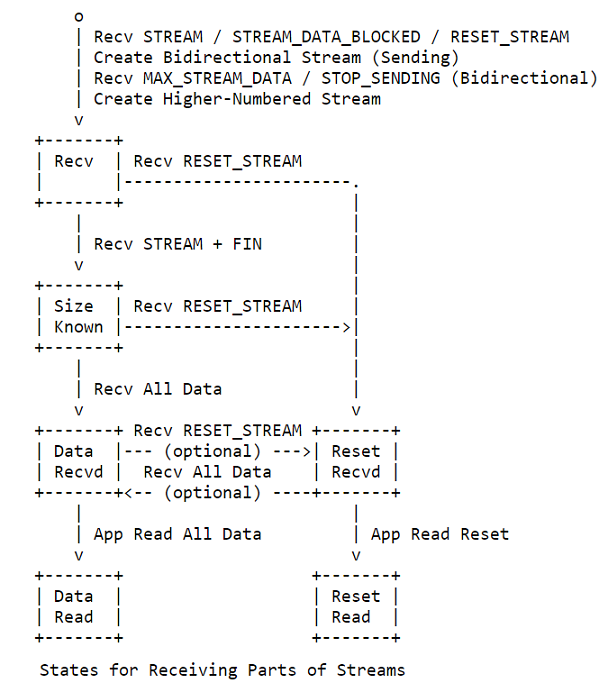 o
| Recv STREAM / STREAM_DATA_BLOCKED / RESET_STREAM
| Create Bidirectional Stream (Sending)
| Recv MAX_STREAM_DATA / STOP_SENDING (Bidirectional)
| Create Higher-Numbered Stream
v
+-------+
| Recv  | Recv RESET_STREAM
|       |-----------------------.
+-------+                       |
    |                           |
    | Recv STREAM + FIN         |
    v                           |
+-------+                       |
| Size  | Recv RESET_STREAM     |
| Known |---------------------->|
+-------+                       |
    |                           |
    | Recv All Data             |
    v                           v
+-------+ Recv RESET_STREAM +-------+
| Data  |--- (optional) --->| Reset |
| Recvd |  Recv All Data    | Recvd |
+-------+<-- (optional) ----+-------+
    |                           |
    | App Read All Data         | App Read Reset
    v                           v
+-------+                   +-------+
| Data  |                   | Reset |
| Read  |                   | Read  |
+-------+                   +-------+
States for Receiving Parts of Streams